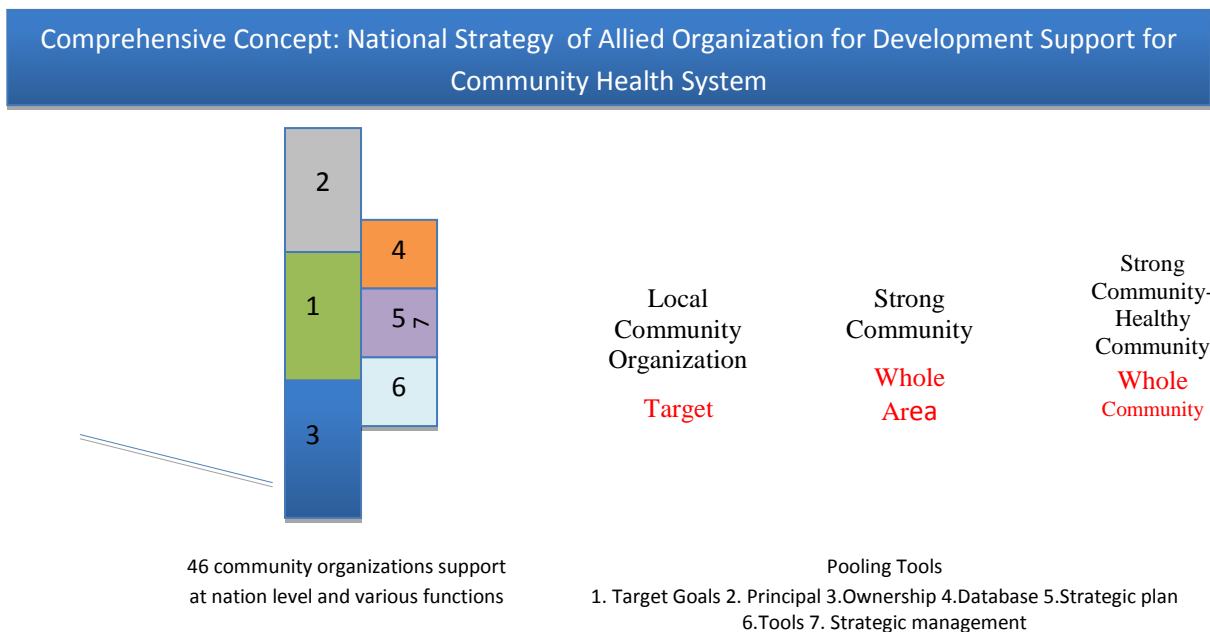 Comprehensive Concept: National Strategy of Allied Organization for Development Support for
Community Health System
2
4
1
5
7
6
3
Local
Community
Organization
Target
Strong
Community
Whole
Area
Strong
Community-
Healthy
Community
Whole
Community
46 community organizations support
at nation level and various functions
Pooling Tools
1. Target Goals 2. Principal 3.Ownership 4.Database 5.Strategic plan
6.Tools 7. Strategic management